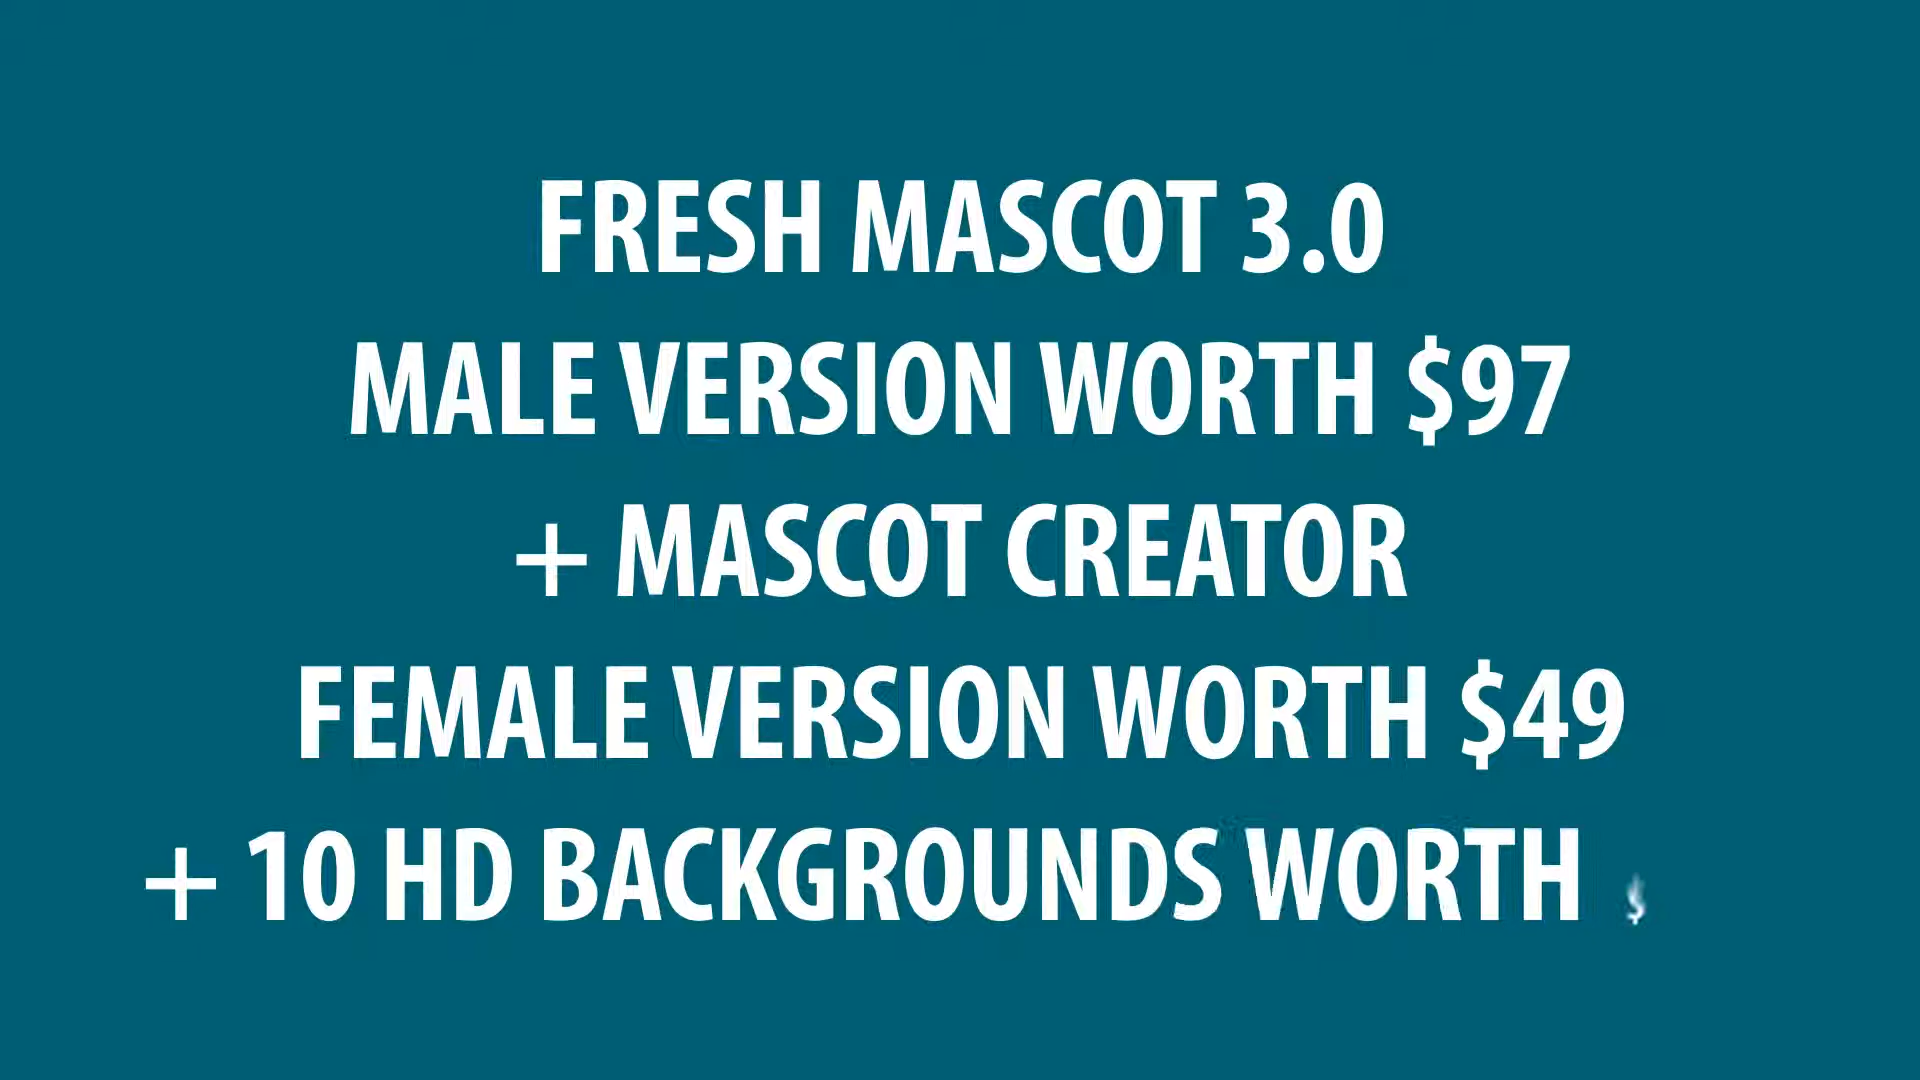 FRESH MASCOT 3.0
MALE VERSION WORTH $97
+ MASCOT CREATOR
FEMALE VERSION WORTH $49
+ 10 HD BACKGROUNDS WORTH $